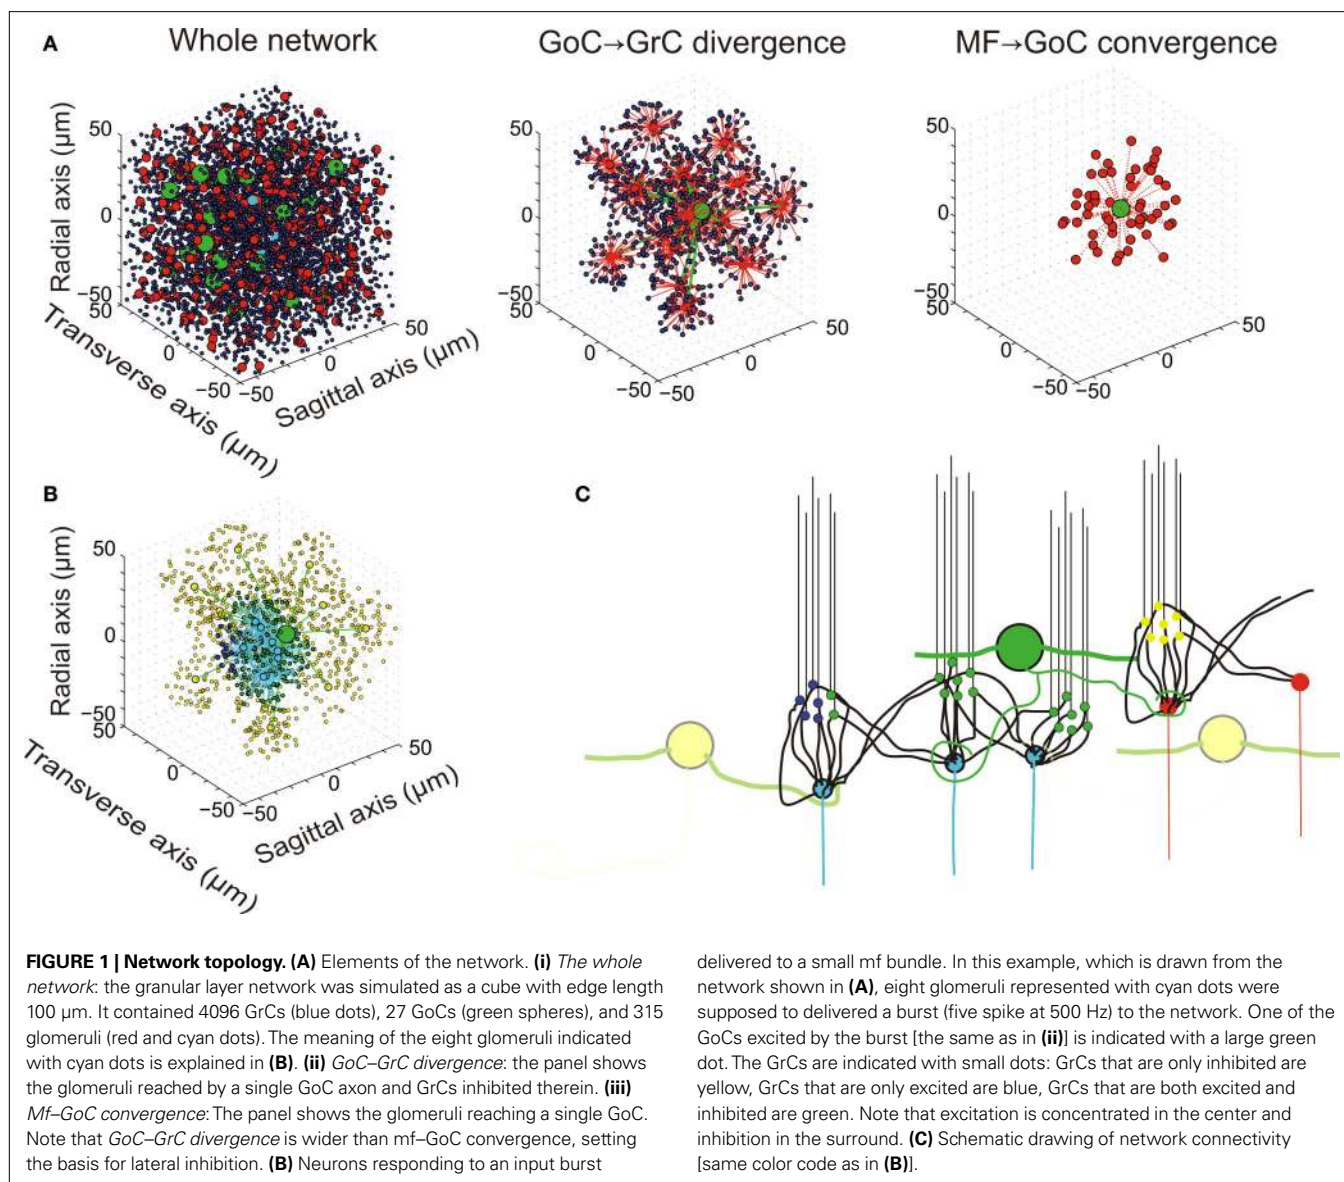 A
Whole network
GoC→GrC divergence
MF→GoC convergence
Radial axis (µm)
50
0
−50
50
0
−50
−50
0
50
Transverse axis (µm)
Sagittal axis (µm)
50
0
−50
50
0
−50
−50
0
50
50
0
−50
50
0
−50
−50
0
50
B
Radial axis (µm)
50
0
−50
50
0
−50
−50
0
50
Transverse axis (µm)
Sagittal axis (µm)
C
FIGURE 1 | Network topology. (A) Elements of the network. (i) The whole
network: the granular layer network was simulated as a cube with edge length
100 µm. It contained 4096 GrCs (blue dots), 27 GoCs (green spheres), and 315
glomeruli (red and cyan dots). The meaning of the eight glomeruli indicated
with cyan dots is explained in (B). (ii) GoC–GrC divergence: the panel shows
the glomeruli reached by a single GoC axon and GrCs inhibited therein. (iii)
Mf–GoC convergence: The panel shows the glomeruli reaching a single GoC.
Note that GoC–GrC divergence is wider than mf–GoC convergence, setting
the basis for lateral inhibition. (B) Neurons responding to an input burst
delivered to a small mf bundle. In this example, which is drawn from the
network shown in (A), eight glomeruli represented with cyan dots were
supposed to delivered a burst (five spike at 500 Hz) to the network. One of the
GoCs excited by the burst [the same as in (ii)] is indicated with a large green
dot. The GrCs are indicated with small dots: GrCs that are only inhibited are
yellow, GrCs that are only excited are blue, GrCs that are both excited and
inhibited are green. Note that excitation is concentrated in the center and
inhibition in the surround. (C) Schematic drawing of network connectivity
[same color code as in (B)].